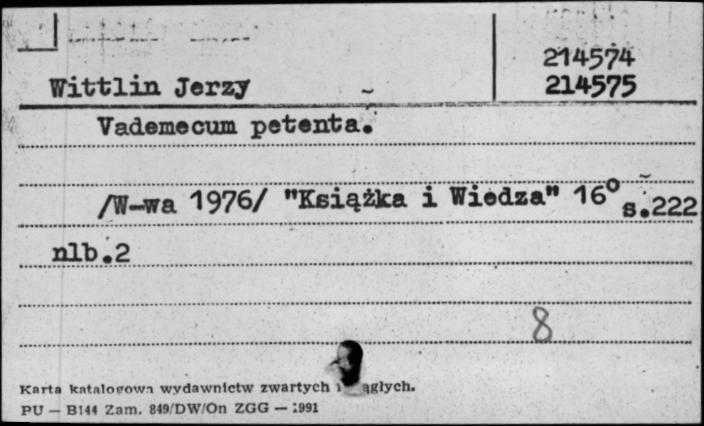 214574
Wittlin Jerzy 214575
Vademecum petenta.
/W-wa 1976/ "Książka i Wiedza" 16° s.222
nlb.2
8
Karta katalogowa wydawnictw zwartych i ciągłych.
PU — B144 Zam. 849/DW/On ZGG — 1991